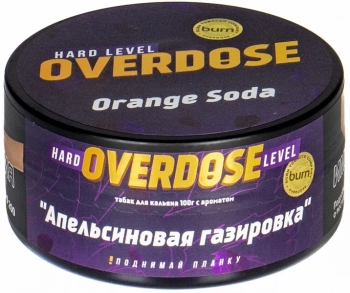 HARD LEVEL
burn
OVERDOSE
Orange Soda
HARD OVERDOSE LEVEL
burn
табак для кальяна 100г с ароматом
"Апельсиновая газировка"
!ПОДНИМАЙ ПЛАНКУ